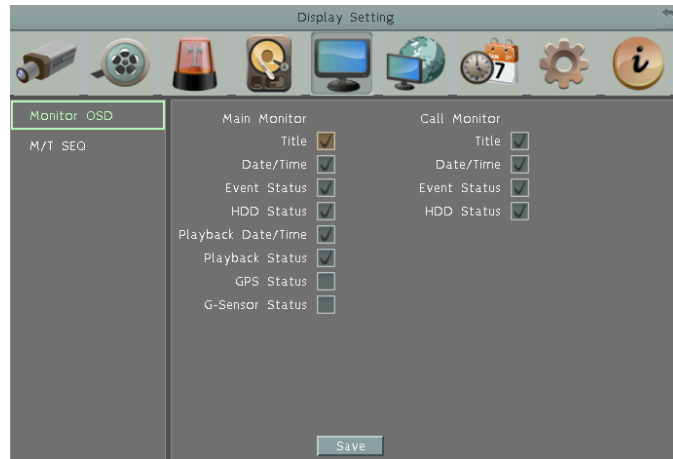 Display Setting
7
i
Monitor OSD
M/T SEQ
Main Monitor
Title
Date/Time
Event Status
HDD Status
Playback Date/Time
Playback Status
GPS Status
G-Sensor Status
Call Monitor
Title
Date/Time
Event Status
HDD Status
Save